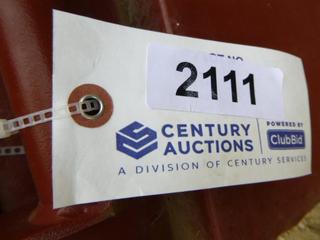 2111
CENTURY AUCTIONS
POWERED BY
ClubBid
A DIVISION OF CENTURY SERVICES